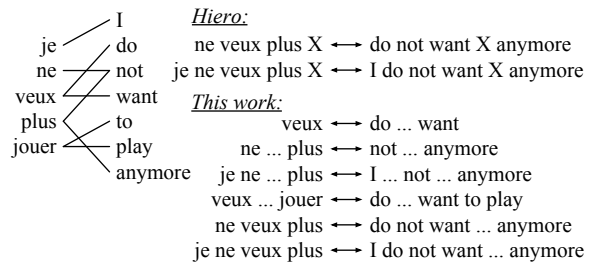 je
ne
veux
plus
jouer
I
do
not
want
to
play
anymore
Hiero:
ne veux plus X ↔ do not want X anymore
je ne veux plus X ↔ I do not want X anymore
This work:
veux ↔ do ... want
ne ... plus ↔ not ... anymore
je ne ... plus ↔ I ... not ... anymore
veux ... jouer ↔ do ... want to play
ne veux plus ↔ do not want ... anymore
je ne veux plus ↔ I do not want ... anymore